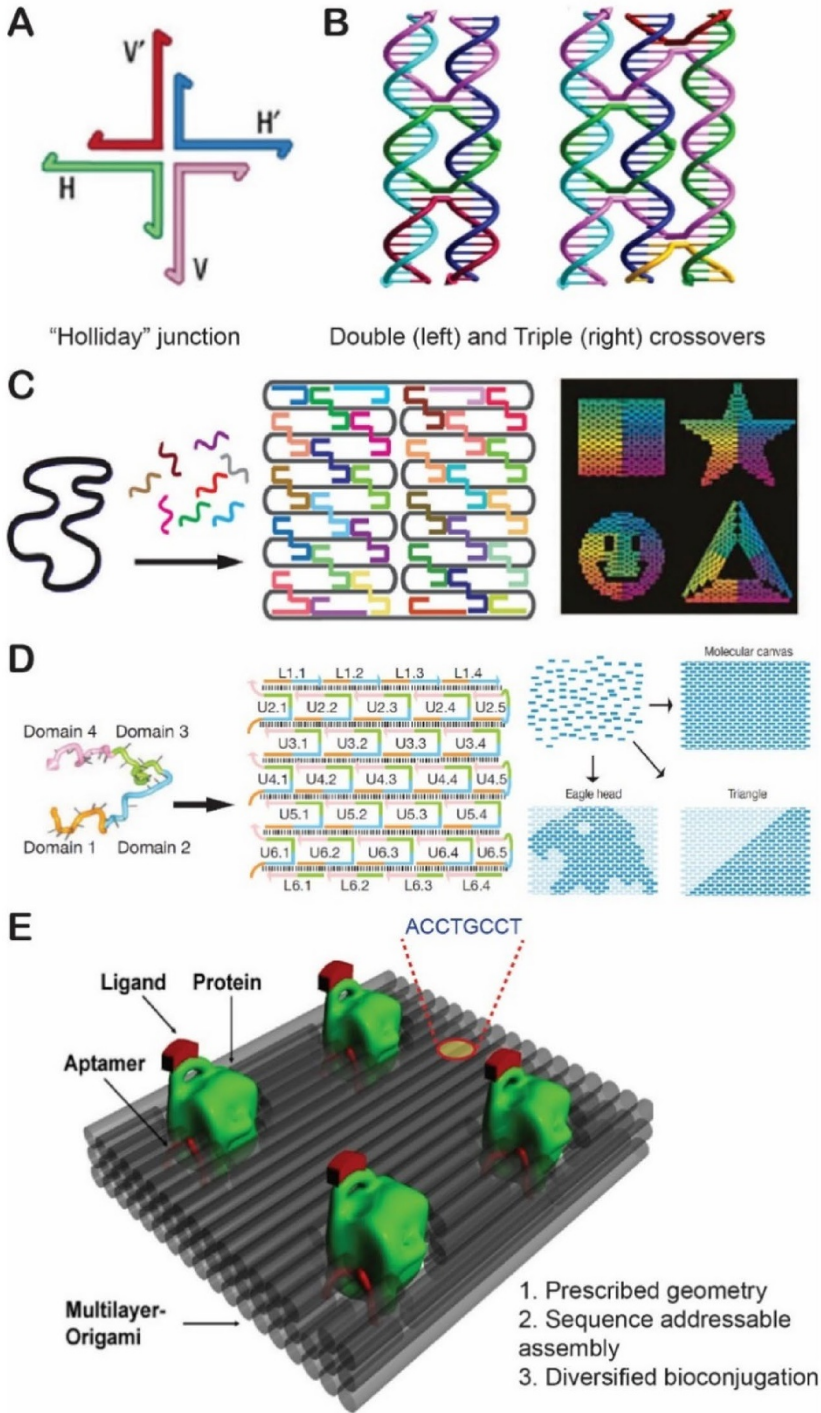 A
V'
H'
H
V
"Holliday" junction
B
Double (left) and Triple (right) crossovers
C
D
Domain 4 Domain 3
Domain 1 Domain 2
L1.1 L1.2 L1.3 L1.4
U2.1 U2.2 U2.3 U2.4 U2.5
U3.1 U3.2 U3.3 U3.4
U4.1 U4.2 U4.3 U4.4 U4.5
U5.1 U5.2 U5.3 U5.4
U6.1 U6.2 U6.3 U6.4 U6.5
L6.1 L6.2 L6.3 L6.4
Molecular canvas
Eagle head
Triangle
E
ACCTGCCT
Ligand Protein
Aptamer
Multilayer-
Origami
1. Prescribed geometry
2. Sequence addressable
assembly
3. Diversified bioconjugation